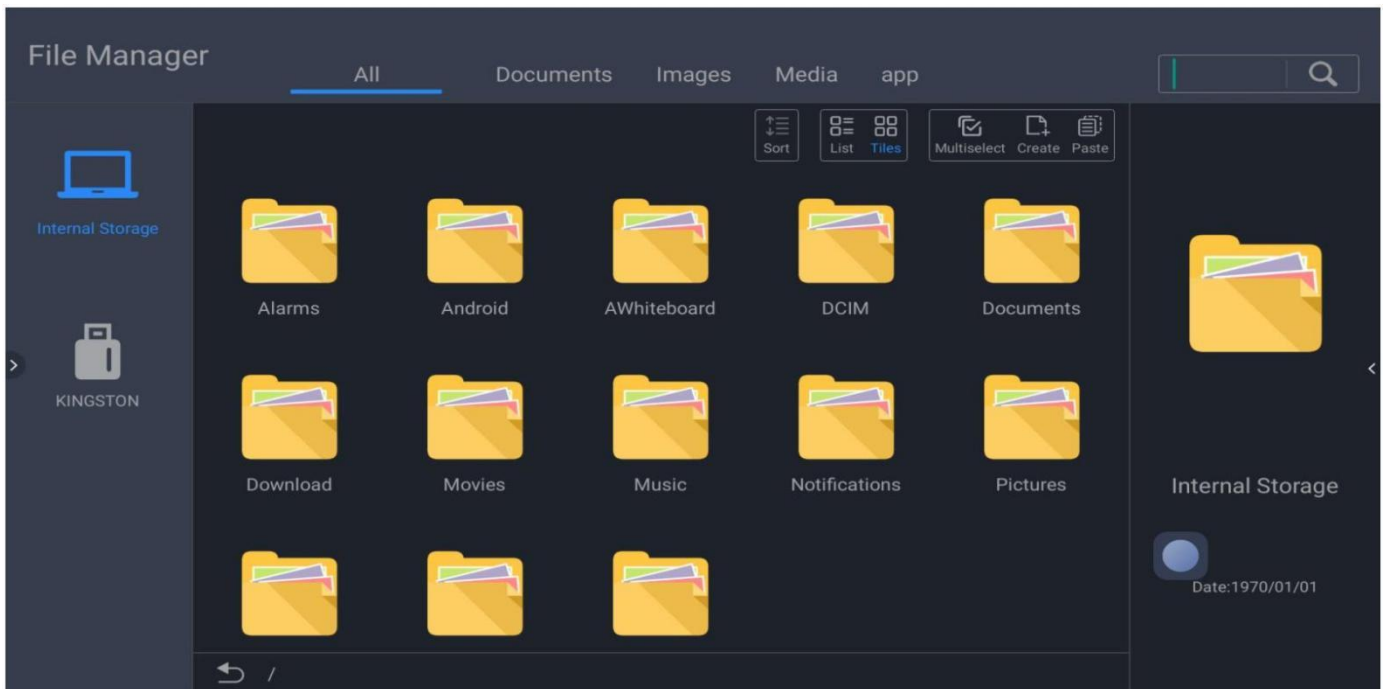 File Manager
All Documents Images Media app
Sort List Tiles Multiselect Create Paste
Internal Storage
Alarms Android AWhiteboard DCIM Documents
KINGSTON
Download Movies Music Notifications Pictures
Internal Storage
Date:1970/01/01
/